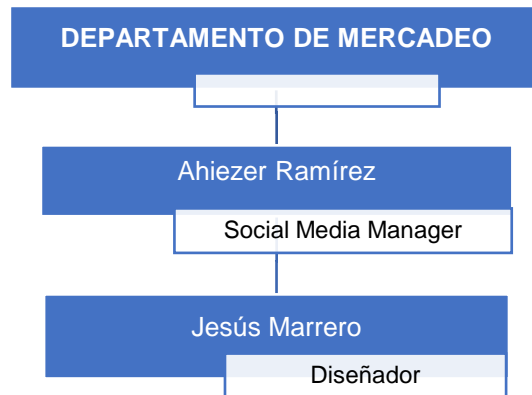 DEPARTAMENTO DE MERCADEO
Ahiezer Ramírez
Social Media Manager
Jesús Marrero
Diseñador